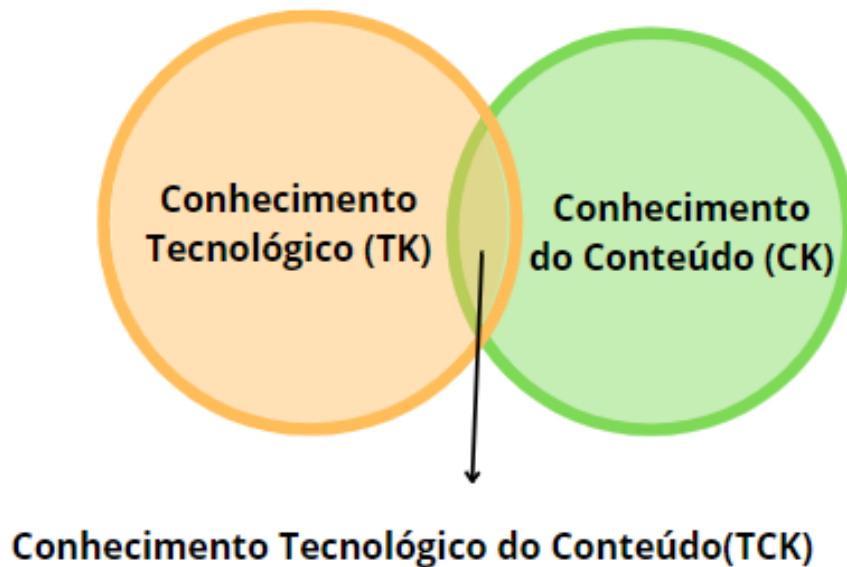 Conhecimento
Tecnológico (TK)
Conhecimento
do Conteúdo (CK)
Conhecimento Tecnológico do Conteúdo(TCK)